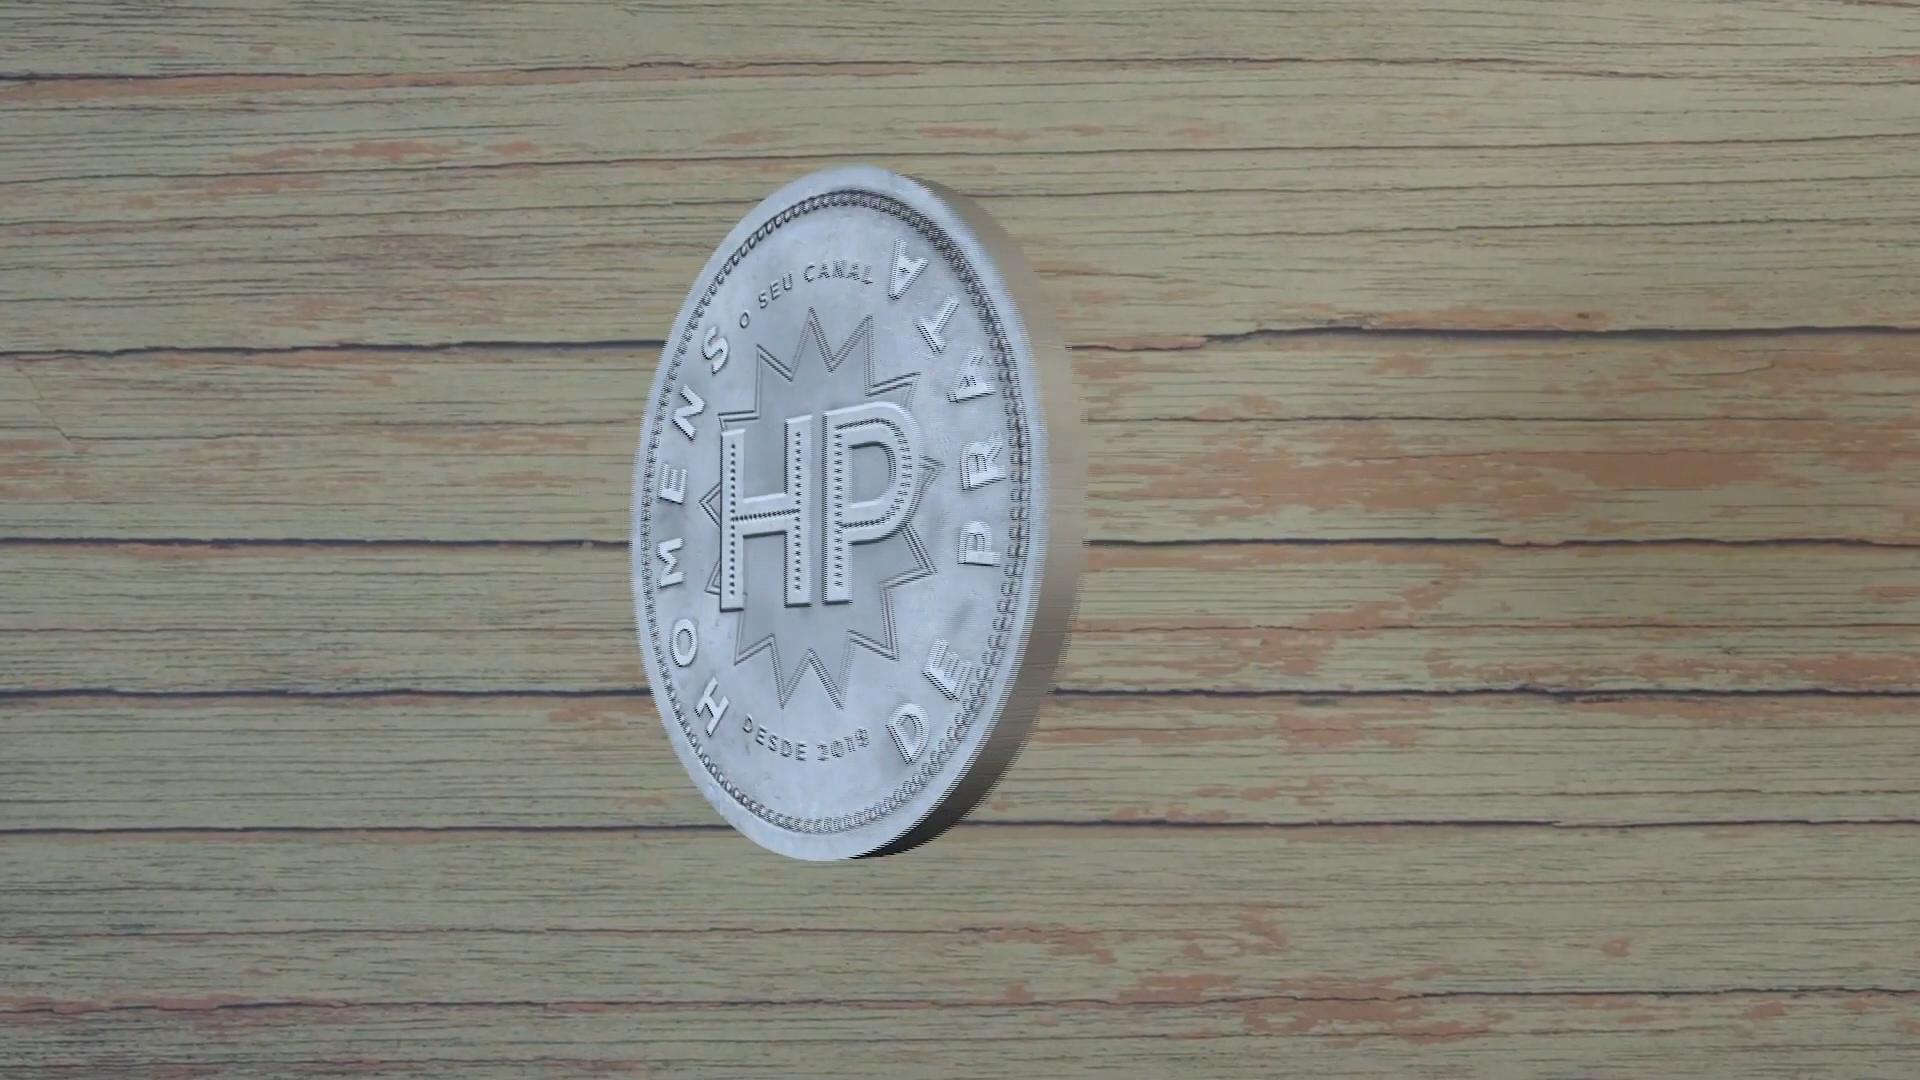 O SEU CANAL
HOMENS
HP
DE PRATA
DESDE 2019